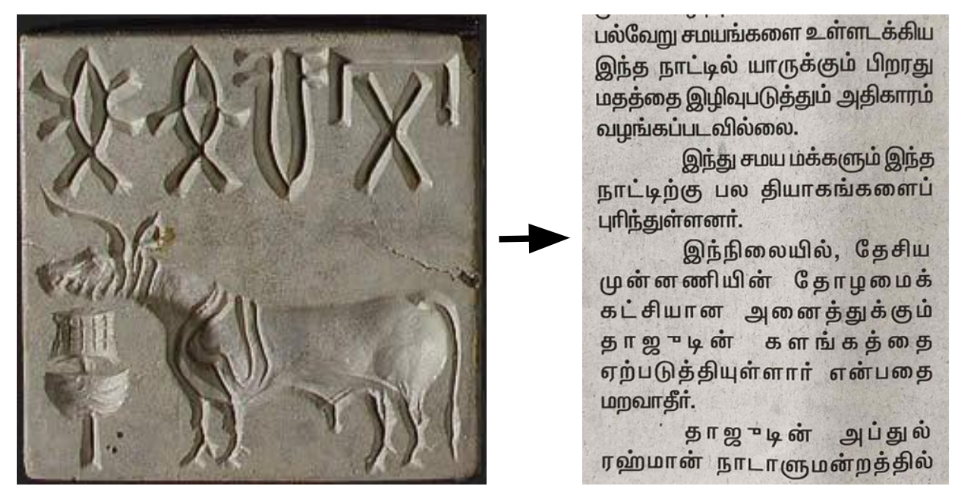 பல்வேறு சமயங்களை உள்ளடக்கிய
இந்த நாட்டில் யாருக்கும் பிறரது
மதத்தை இழிவுபடுத்தும் அதிகாரம்
வழங்கப்படவில்லை.
இந்து சமய மக்களும் இந்த
நாட்டிற்கு பல தியாகங்களைப்
புரிந்துள்ளனர்.
இந்நிலையில், தேசிய
முன்னணியின் தோழமைக்
கட்சியான அனைத்துக்கும்
தாஜுடின் களங்கத்தை
ஏற்படுத்தியுள்ளார் என்பதை
மறவாதீர்.
தாஜுடின் அப்துல்
ரஹ்மான் நாடாளுமன்றத்தில்